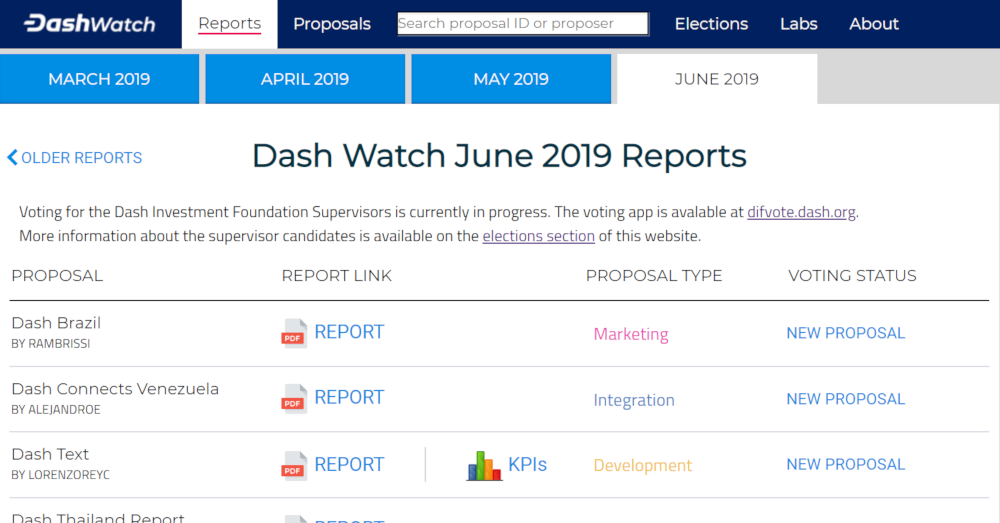 DashWatch Reports Proposals Search proposal ID or proposer Elections Labs About
MARCH 2019 APRIL 2019 MAY 2019 JUNE 2019
OLDER REPORTS
Dash Watch June 2019 Reports
Voting for the Dash Investment Foundation Supervisors is currently in progress. The voting app is avalable at difvote.dash.org.
More information about the supervisor candidates is available on the elections section of this website.
PROPOSAL REPORT LINK PROPOSAL TYPE VOTING STATUS
Dash Brazil
BY RAMBRISSI
PDF REPORT Marketing NEW PROPOSAL
Dash Connects Venezuela
BY ALEJANDROE
PDF REPORT Integration NEW PROPOSAL
Dash Text
BY LORENZOREYC
PDF REPORT KPIs Development NEW PROPOSAL
Dash Thailand Report
REPORT